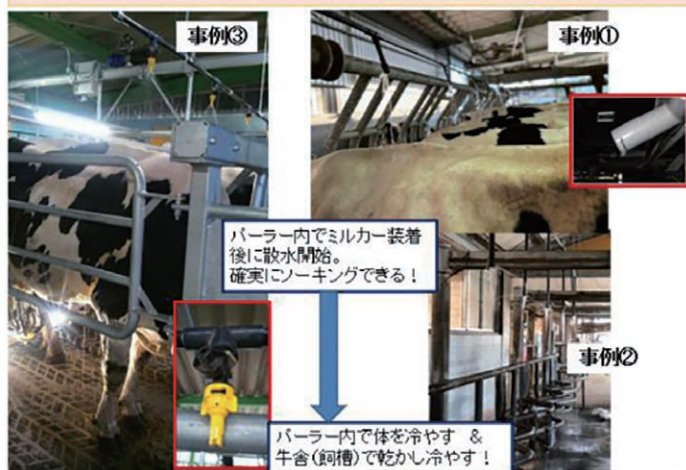 事例③
事例①
パーラー内でミルカー装着
後に散水開始。
確実にソーキングできる！
事例②
パーラー内で体を冷やす ＆
牛舎(飼槽)で乾かし冷やす！